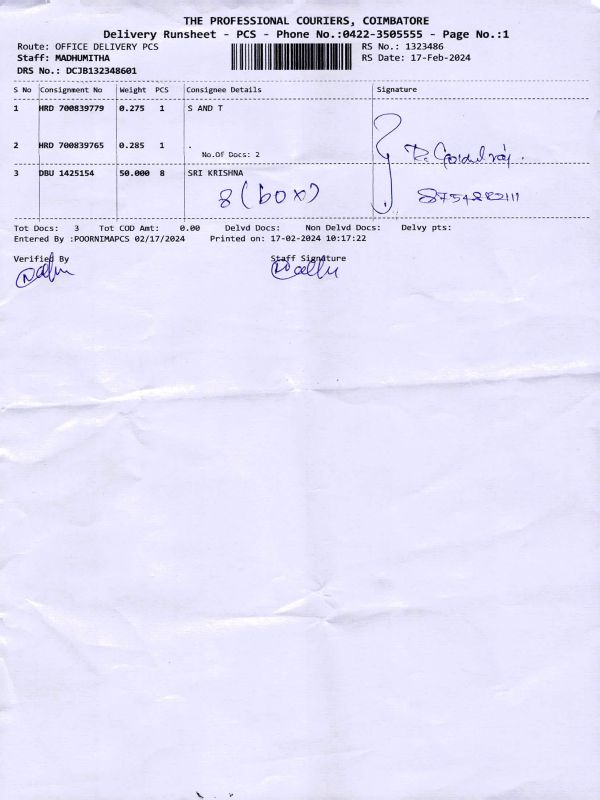 THE PROFESSIONAL COURIERS, COIMBATORE
Delivery Runsheet - PCS - Phone No.:0422-3505555 - Page No.:1
Route: OFFICE DELIVERY PCS RS No.: 1323486
Staff: MADHUMITHA RS Date: 17-Feb-2024
DRS No.: DCJB132348601
S No Consignment No Weight PCS Consignee Details Signature
1 HRD 700839779 0.275 1 S AND T
2 HRD 700839765 0.285 1 .
No.Of Docs: 2
3 DBU 1425154 50.000 8 SRI KRISHNA
8 (box)
Tot Docs: 3 Tot COD Amt: 0.00 Delvd Docs: Non Delvd Docs: Delvy pts:
Entered By :POORNIMAPCS 02/17/2024 Printed on: 17-02-2024 10:17:22
Verified By Staff Signature